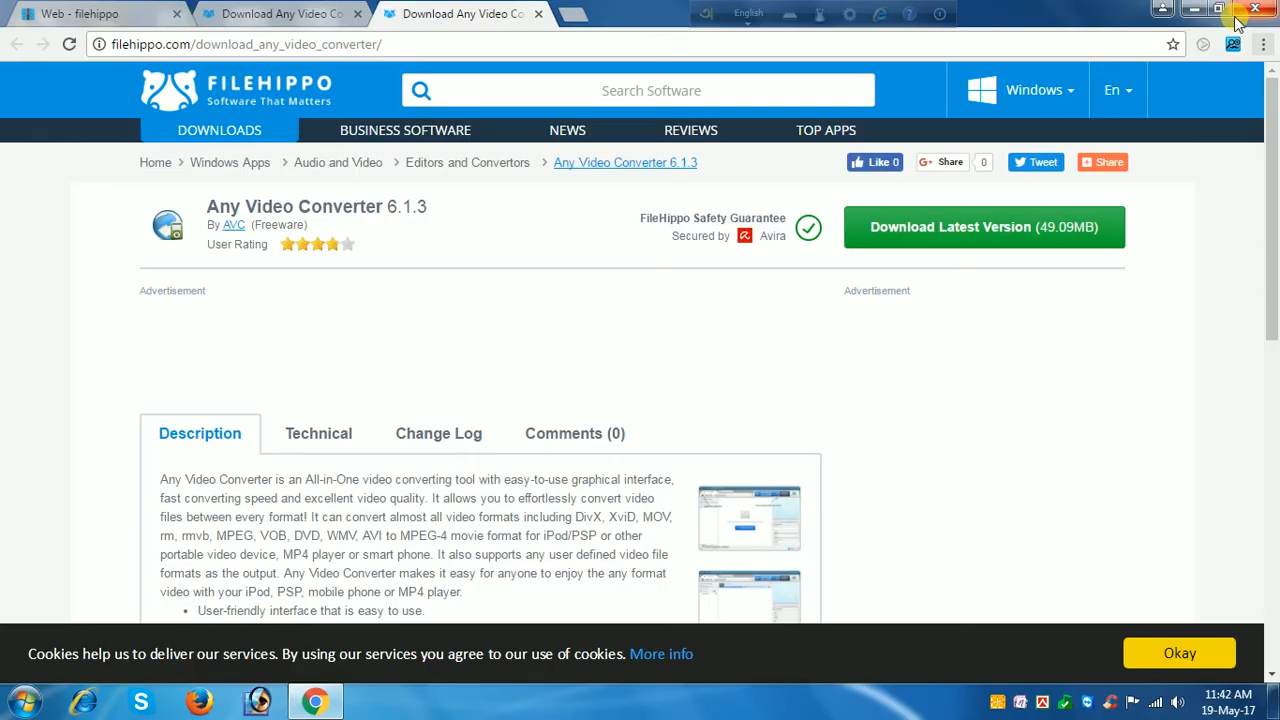 Web - filehippo
Download Any Video Co
Download Any Video Co
English
filehippo.com/download_any_video_converter/
FILEHIPPO
Software That Matters
Search Software
Windows
En
DOWNLOADS
BUSINESS SOFTWARE
NEWS
REVIEWS
TOP APPS
Home > Windows Apps > Audio and Video > Editors and Convertors > Any Video Converter 6.1.3
Like 0
G+ Share
0
Tweet
Share
Any Video Converter 6.1.3
By AVC (Freeware)
User Rating
FileHippo Safety Guarantee
Secured by Avira
Download Latest Version (49.09MB)
Advertisement
Advertisement
Description
Technical
Change Log
Comments (0)
Any Video Converter is an All-in-One video converting tool with easy-to-use graphical interface,
fast converting speed and excellent video quality. It allows you to effortlessly convert video
files between every format! It can convert almost all video formats including DivX, XviD, MOV,
rm, rmvb, MPEG, VOB, DVD, WMV, AVI to MPEG-4 movie format for iPod/PSP or other
portable video device, MP4 player or smart phone. It also supports any user defined video file
formats as the output. Any Video Converter makes it easy for anyone to enjoy the any format
video with your iPod, PSP, mobile phone or MP4 player.
• User-friendly interface that is easy to use.
Cookies help us to deliver our services. By using our services you agree to our use of cookies. More info
Okay
11:42 AM
19-May-17